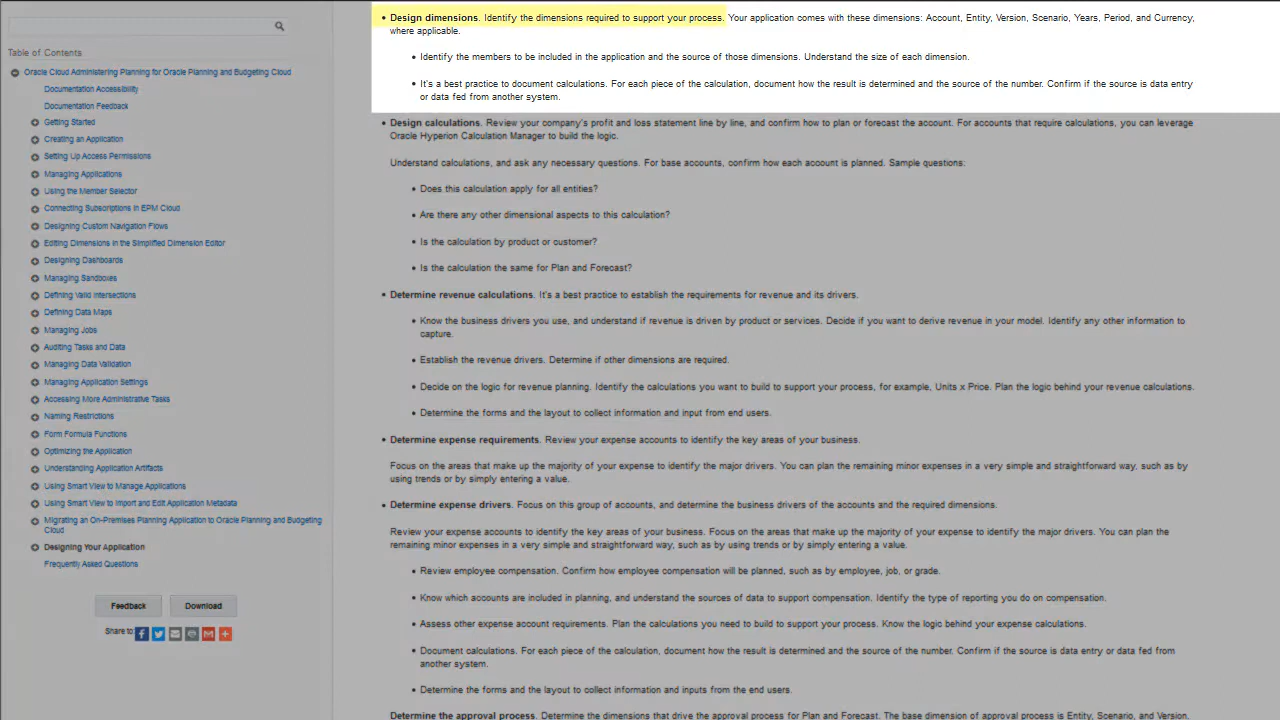 Table of Contents
Oracle Cloud Administering Planning for Oracle Planning and Budgeting Cloud
Documentation Accessibility
Documentation Feedback
Getting Started
Creating an Application
Setting Up Access Permissions
Managing Applications
Using the Member Selector
Connecting Subscriptions in EPM Cloud
Designing Custom Navigation Flows
Editing Dimensions in the Simplified Dimension Editor
Designing Dashboards
Managing Sandboxes
Defining Valid Intersections
Defining Data Maps
Managing Jobs
Auditing Tasks and Data
Managing Data Validation
Managing Application Settings
Accessing More Administrative Tasks
Naming Restrictions
Form Formula Functions
Optimizing the Application
Understanding Application Artifacts
Using Smart View to Manage Applications
Using Smart View to Import and Edit Application Metadata
Migrating an On-Premises Planning Application to Oracle Planning and Budgeting
Cloud
Designing Your Application
Frequently Asked Questions
Feedback Download
Share to
• Design dimensions. Identify the dimensions required to support your process. Your application comes with these dimensions: Account, Entity, Version, Scenario, Years, Period, and Currency,
where applicable.
• Identify the members to be included in the application and the source of those dimensions. Understand the size of each dimension.
• It's a best practice to document calculations. For each piece of the calculation, document how the result is determined and the source of the number. Confirm if the source is data entry
or data fed from another system.
• Design calculations. Review your company's profit and loss statement line by line, and confirm how to plan or forecast the account. For accounts that require calculations, you can leverage
Oracle Hyperion Calculation Manager to build the logic.
Understand calculations, and ask any necessary questions. For base accounts, confirm how each account is planned. Sample questions:
• Does this calculation apply for all entities?
• Are there any other dimensional aspects to this calculation?
• Is the calculation by product or customer?
• Is the calculation the same for Plan and Forecast?
• Determine revenue calculations. It's a best practice to establish the requirements for revenue and its drivers.
• Know the business drivers you use, and understand if revenue is driven by product or services. Decide if you want to derive revenue in your model. Identify any other information to
capture.
• Establish the revenue drivers. Determine if other dimensions are required.
• Decide on the logic for revenue planning. Identify the calculations you want to build to support your process, for example, Units x Price. Plan the logic behind your revenue calculations.
• Determine the forms and the layout to collect information and input from end users.
• Determine expense requirements. Review your expense accounts to identify the key areas of your business.
Focus on the areas that make up the majority of your expense to identify the major drivers. You can plan the remaining minor expenses in a very simple and straightforward way, such as by
using trends or by simply entering a value.
• Determine expense drivers. Focus on this group of accounts, and determine the business drivers of the accounts and the required dimensions.
Review your expense accounts to identify the key areas of your business. Focus on the areas that make up the majority of your expense to identify the major drivers. You can plan the
remaining minor expenses in a very simple and straightforward way, such as by using trends or by simply entering a value.
• Review employee compensation. Confirm how employee compensation will be planned, such as by employee, job, or grade.
• Know which accounts are included in planning, and understand the sources of data to support compensation. Identify the type of reporting you do on compensation.
• Assess other expense account requirements. Plan the calculations you need to build to support your process. Know the logic behind your expense calculations.
• Document calculations. For each piece of the calculation, document how the result is determined and the source of the number. Confirm if the source is data entry or data fed from
another system.
• Determine the forms and the layout to collect information and inputs from the end users.
Determine the approval process. Determine the dimensions that drive the approval process for Plan and Forecast. The base dimension of approval process is Entity, Scenario, and Version.